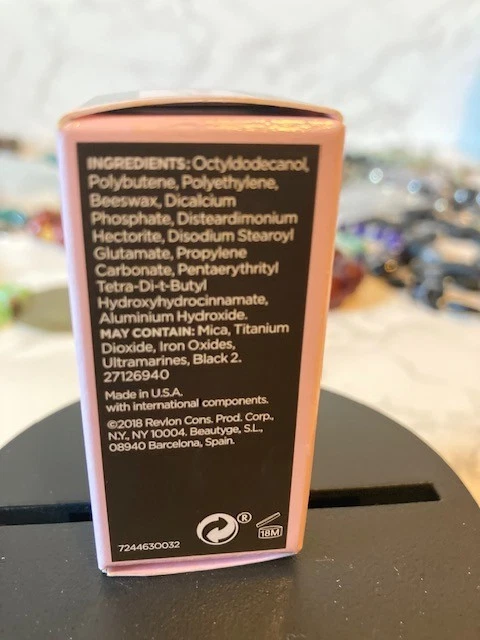 INGREDIENTS: Octyldodecanol,
Polybutene, Polyethylene,
Beeswax, Dicalcium
Phosphate, Disteardimonium
Hectorite, Disodium Stearoyl
Glutamate, Propylene
Carbonate, Pentaerythrityl
Tetra-Di-t-Butyl
Hydroxyhydrocinnamate,
Aluminium Hydroxide.
MAY CONTAIN: Mica, Titanium
Dioxide, Iron Oxides,
Ultramarines, Black 2.
27126940
Made in U.S.A.
with international components.
©2018 Revlon Cons. Prod. Corp.,
N.Y., NY 10004. Beautyge, S.L.,
08940 Barcelona, Spain.
7244630032
®
18M